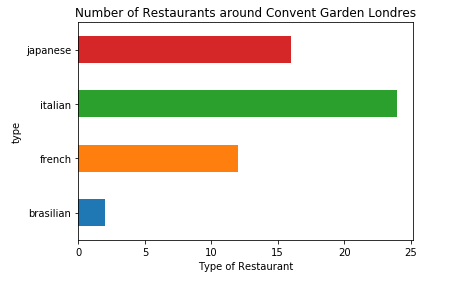 Number of Restaurants around Convent Garden Londres
japanese
italian
french
brasilian
type
0 5 10 15 20 25
Type of Restaurant